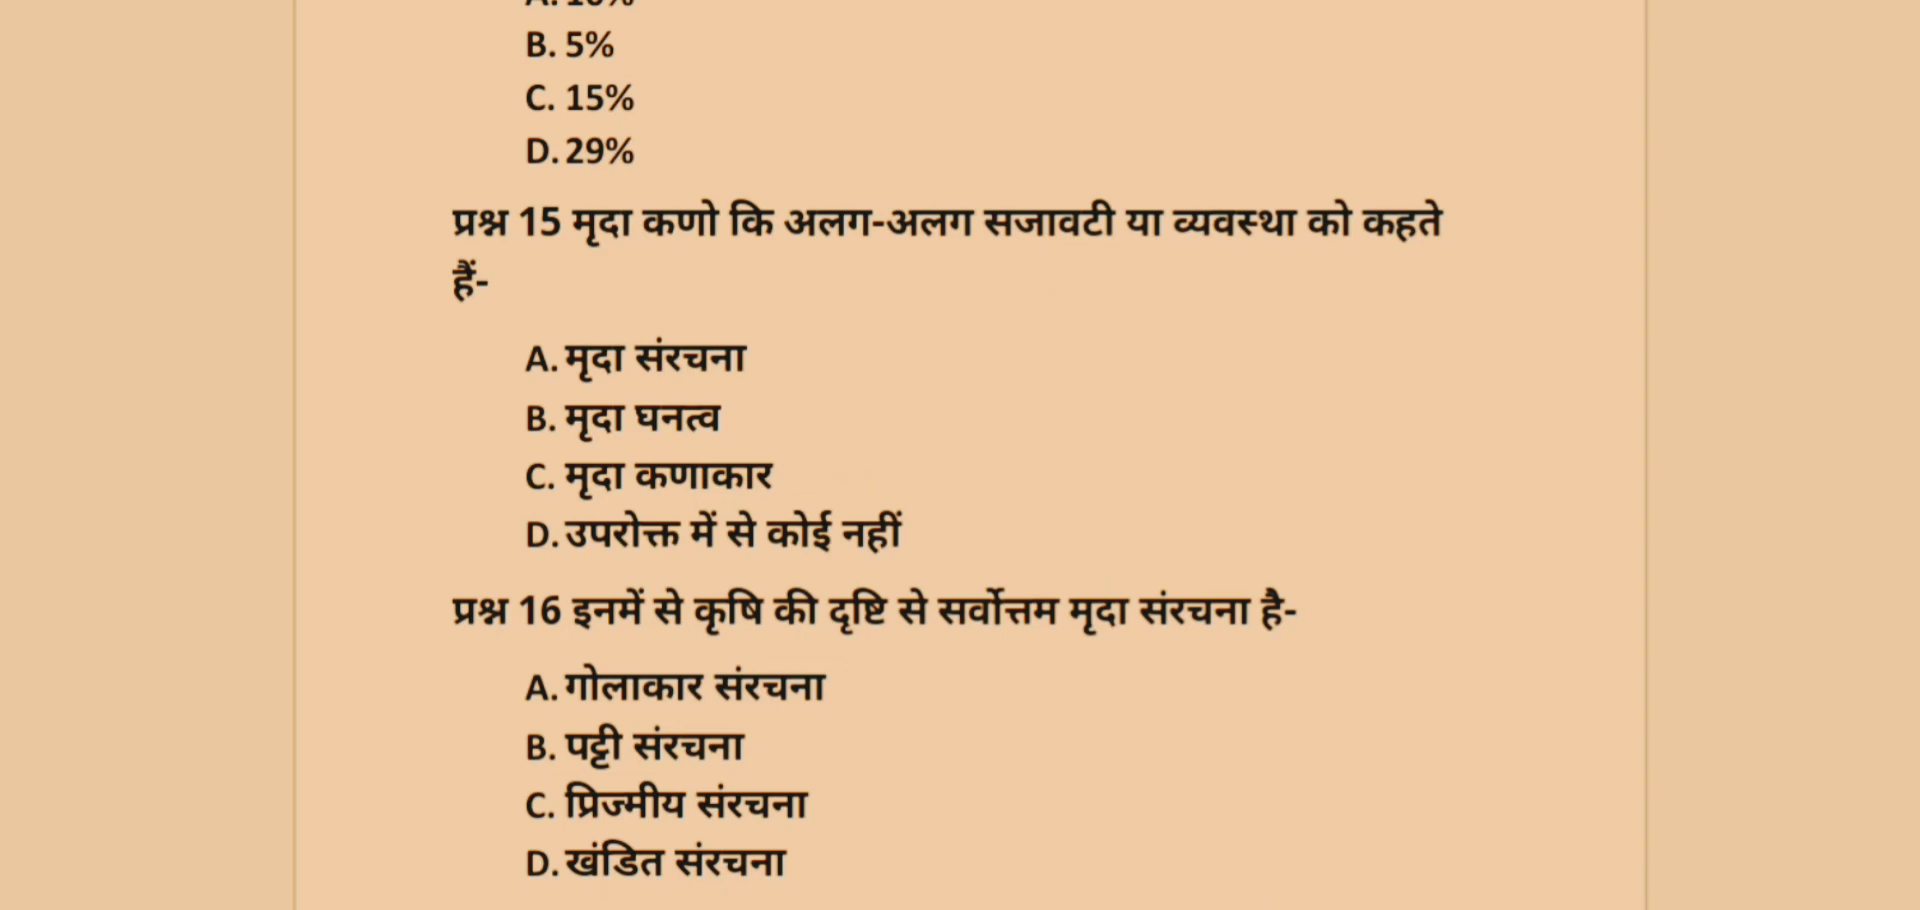 B. 5%
C. 15%
D. 29%
प्रश्न 15 मृदा कणो कि अलग-अलग सजावटी या व्यवस्था को कहते
हैं-
A. मृदा संरचना
B. मृदा घनत्व
C. मृदा कणाकार
D. उपरोक्त में से कोई नहीं
प्रश्न 16 इनमें से कृषि की दृष्टि से सर्वोत्तम मृदा संरचना है-
A. गोलाकार संरचना
B. पट्टी संरचना
C. प्रिज्मीय संरचना
D. खंडित संरचना